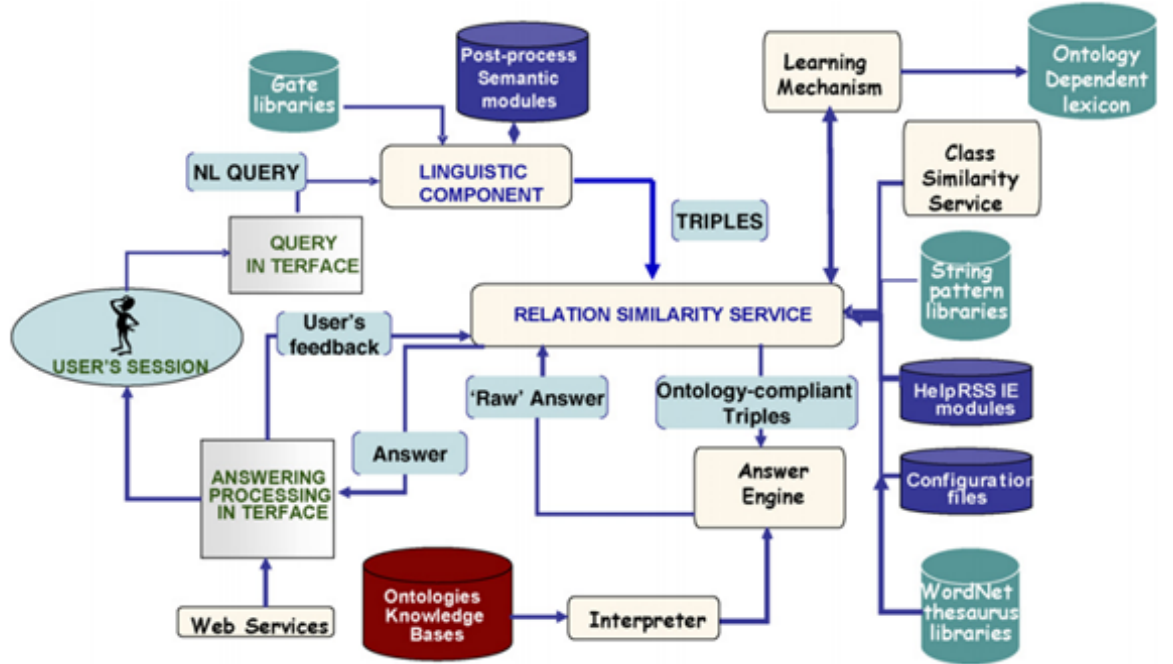 Post-process
Semantic
modules
Gate
libraries
Learning
Mechanism
Ontology
Dependent
lexicon
NL QUERY
LINGUISTIC
COMPONENT
Class
Similarity
Service
TRIPLES
QUERY
IN TERFACE
String
pattern
libraries
USER'S SESSION
User's
feedback
RELATION SIMILARITY SERVICE
'Raw' Answer
Ontology-compliant
Triples
HelpRSS IE
modules
Answer
ANSWERING
PROCESSING
IN TERFACE
Answer
Engine
Configuration
files
Ontologies
Knowledge
Bases
Interpreter
WordNet
thesaurus
libraries
Web Services